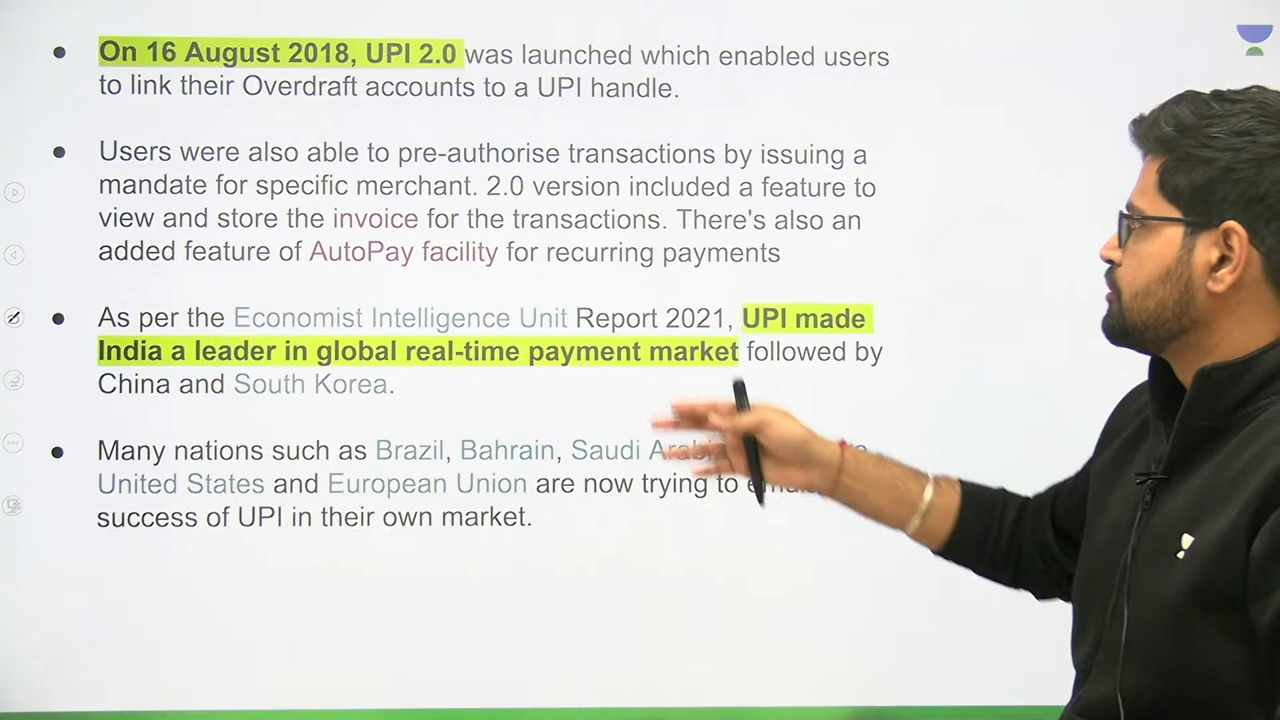 On 16 August 2018, UPI 2.0 was launched which enabled users
to link their Overdraft accounts to a UPI handle.
Users were also able to pre-authorise transactions by issuing a
mandate for specific merchant. 2.0 version included a feature to
view and store the invoice for the transactions. There's also an
added feature of AutoPay facility for recurring payments
As per the Economist Intelligence Unit Report 2021, UPI made
India a leader in global real-time payment market followed by
China and South Korea.
Many nations such as Brazil, Bahrain, Saudi
United States and European Union are now trying to
success of UPI in their own market.